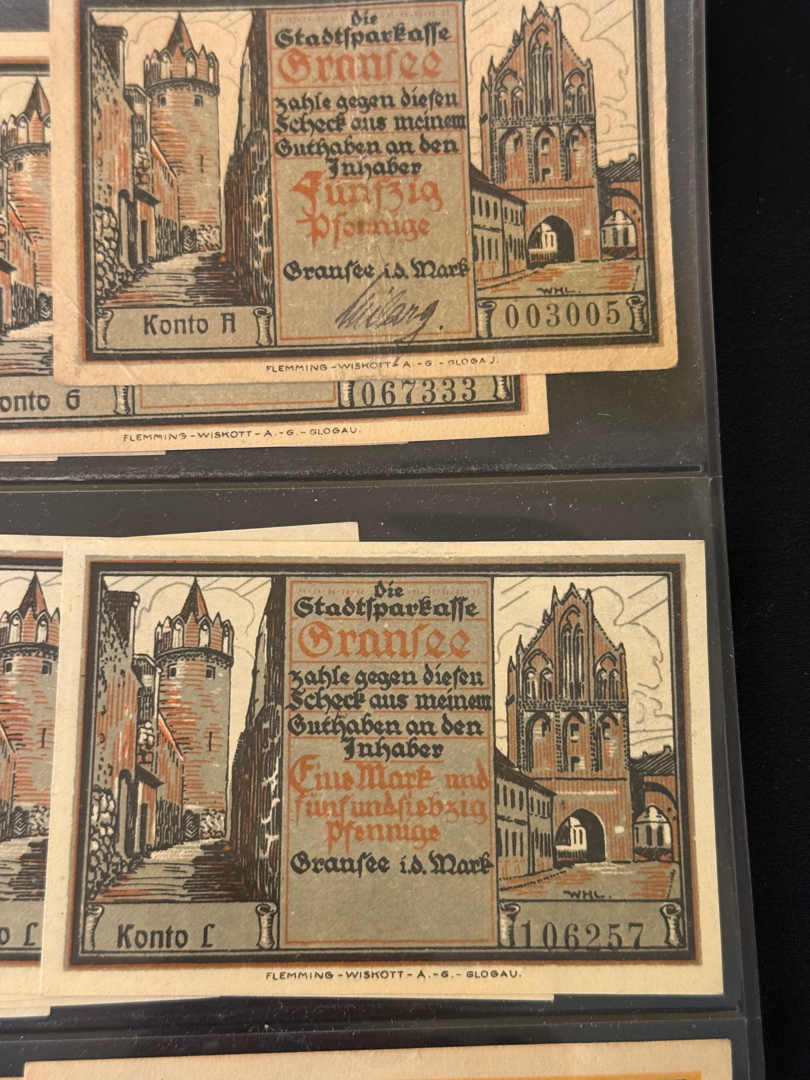 Die
Stadtsparkasse
Gransee
zahle gegen diesen
Scheck aus meinem
Guthaben an den
Inhaber
Fünfzig
Pfennige
Gransee i.d. Mark
WHL.
Konto A
003005
FLEMMING-WISKOTT-A.-G.-GLOGAU.
onto G
067333
FLEMMING-WISKOTT-A.-G.-GLOGAU.
Die
Stadtsparkasse
Gransee
zahle gegen diesen
Scheck aus meinem
Guthaben an den
Inhaber
Eine Mark und
fünfundsiebzig
Pfennige
Gransee i.d. Mark
WHL.
o L
Konto L
106257
FLEMMING-WISKOTT-A.-G.-GLOGAU.